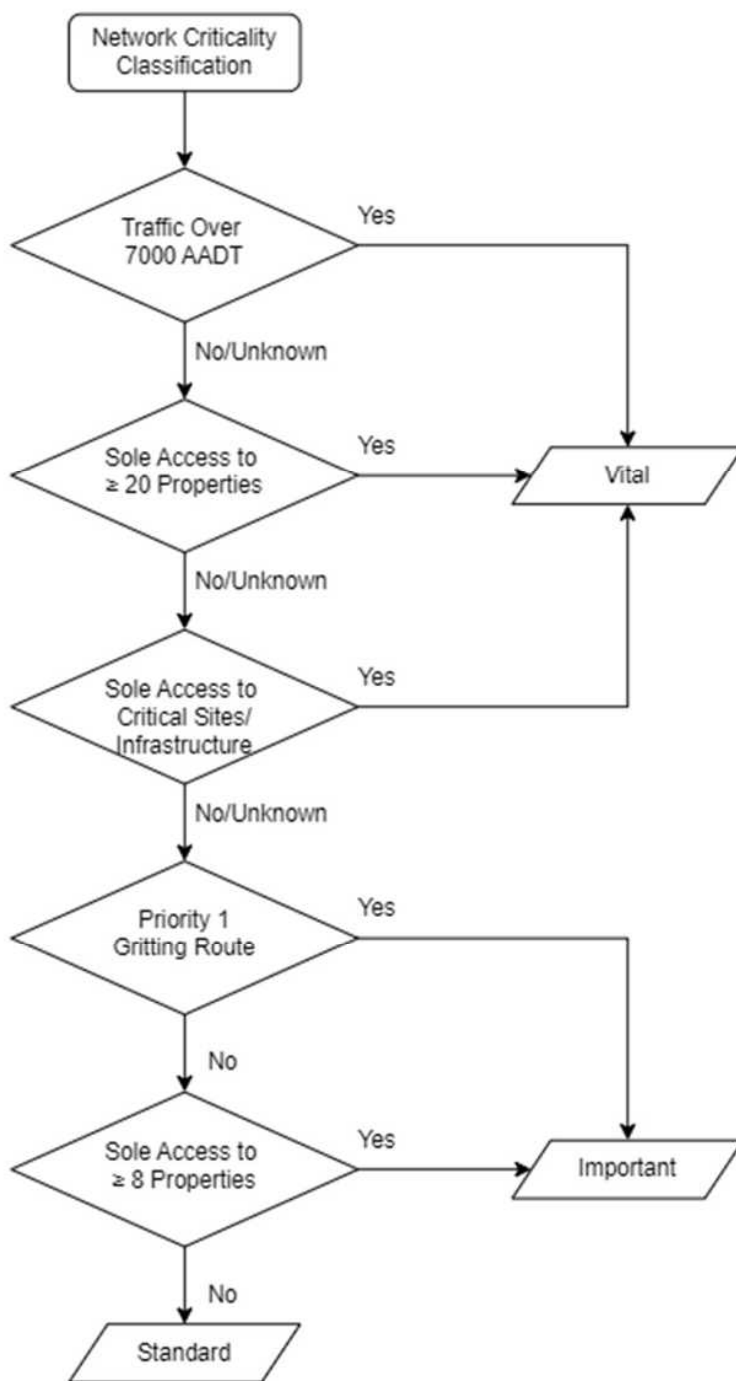 Network Criticality
Classification
Traffic Over
7000 AADT
Yes
No/Unknown
Sole Access to
≥ 20 Properties
Yes
Vital
No/Unknown
Sole Access to
Critical Sites/
Infrastructure
Yes
No/Unknown
Priority 1
Gritting Route
Yes
No
Sole Access to
≥ 8 Properties
Yes
Important
No
Standard